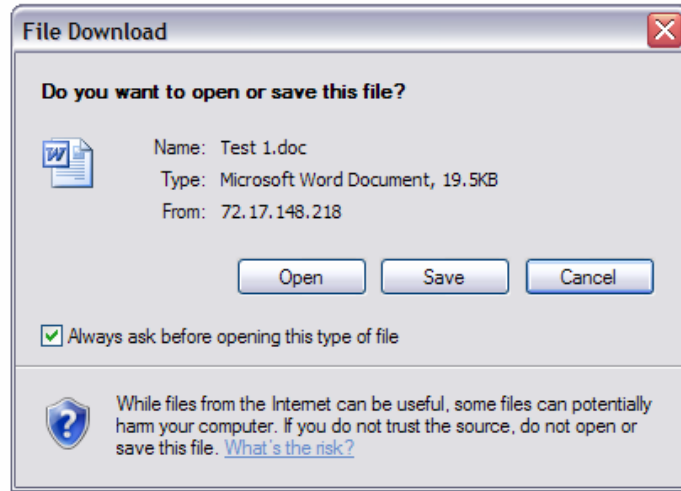 File Download
Do you want to open or save this file?
Name: Test 1.doc
Type: Microsoft Word Document, 19.5KB
From: 72.17.148.218
Open Save Cancel
Always ask before opening this type of file
While files from the Internet can be useful, some files can potentially
harm your computer. If you do not trust the source, do not open or
save this file. What's the risk?